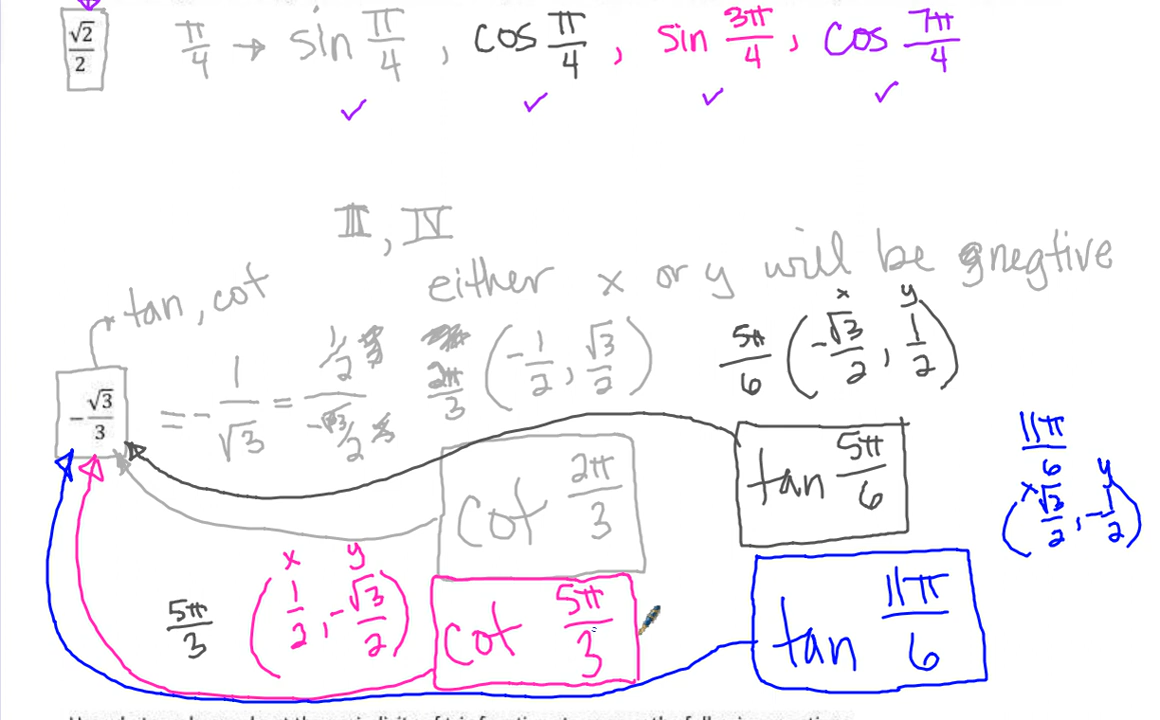 √2/2 π/4 → sin π/4 , cos π/4 , sin 3π/4 , cos 7π/4
✓ ✓ ✓ ✓
II , IV
either x or y will be negtive
tan , cot
-√3/3 = - 1/√3 = 1/2 / -√3/2
2π/3 (-1/2 , √3/2)
5π/6 (-√3/2 , 1/2)
x y
cot 2π/3
tan 5π/6
11π/6
x y
(√3/2 , -1/2)
5π/3 (1/2 , -√3/2)
x y
cot 5π/3
tan 11π/6